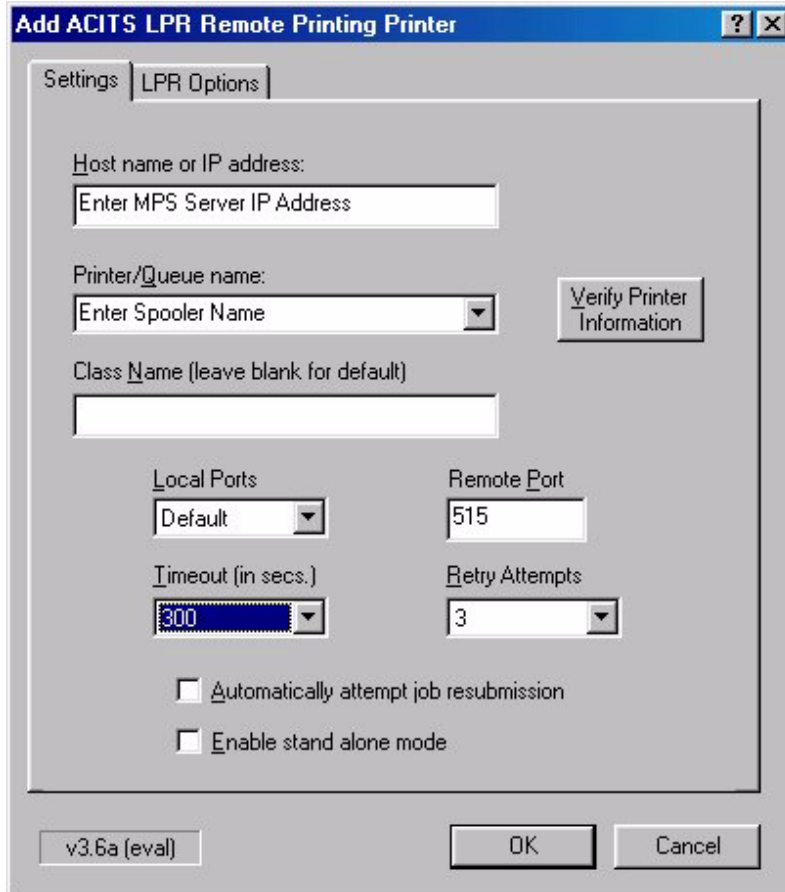 Add ACITS LPR Remote Printing Printer
Settings
LPR Options
Host name or IP address:
Enter MPS Server IP Address
Printer/Queue name:
Enter Spooler Name
Verify Printer
Information
Class Name (leave blank for default)
Local Ports
Remote Port
Default
515
Timeout (in secs.)
Retry Attempts
300
3
Automatically attempt job resubmission
Enable stand alone mode
v3.6a (eval)
OK
Cancel